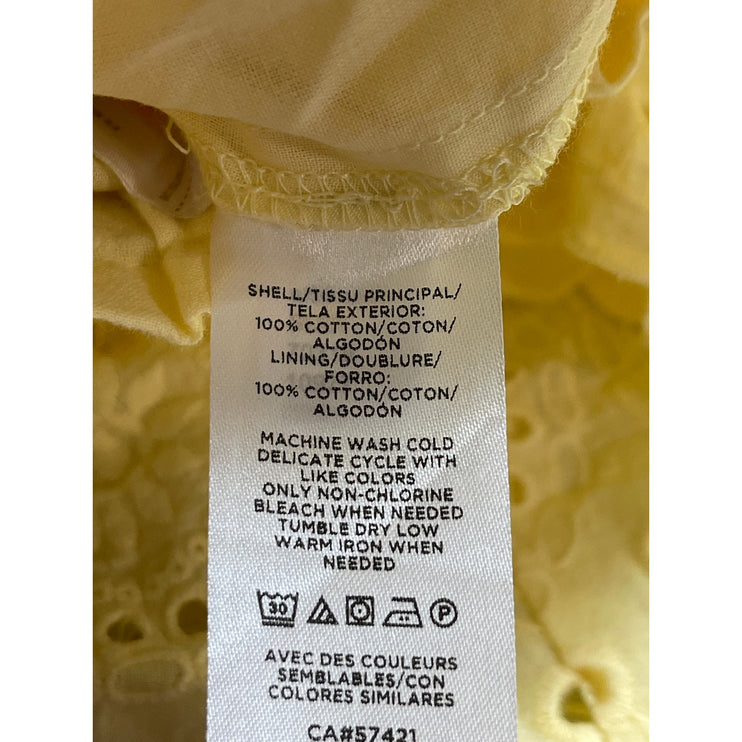 SHELL/TISSU PRINCIPAL/
TELA EXTERIOR:
100% COTTON/COTON/
ALGODÓN
LINING/DOUBLURE/
FORRO:
100% COTTON/COTON/
ALGODÓN
MACHINE WASH COLD
DELICATE CYCLE WITH
LIKE COLORS
ONLY NON-CHLORINE
BLEACH WHEN NEEDED
TUMBLE DRY LOW
WARM IRON WHEN
NEEDED
30 P
AVEC DES COULEURS
SEMBLABLES/CON
COLORES SIMILARES
CA#57421